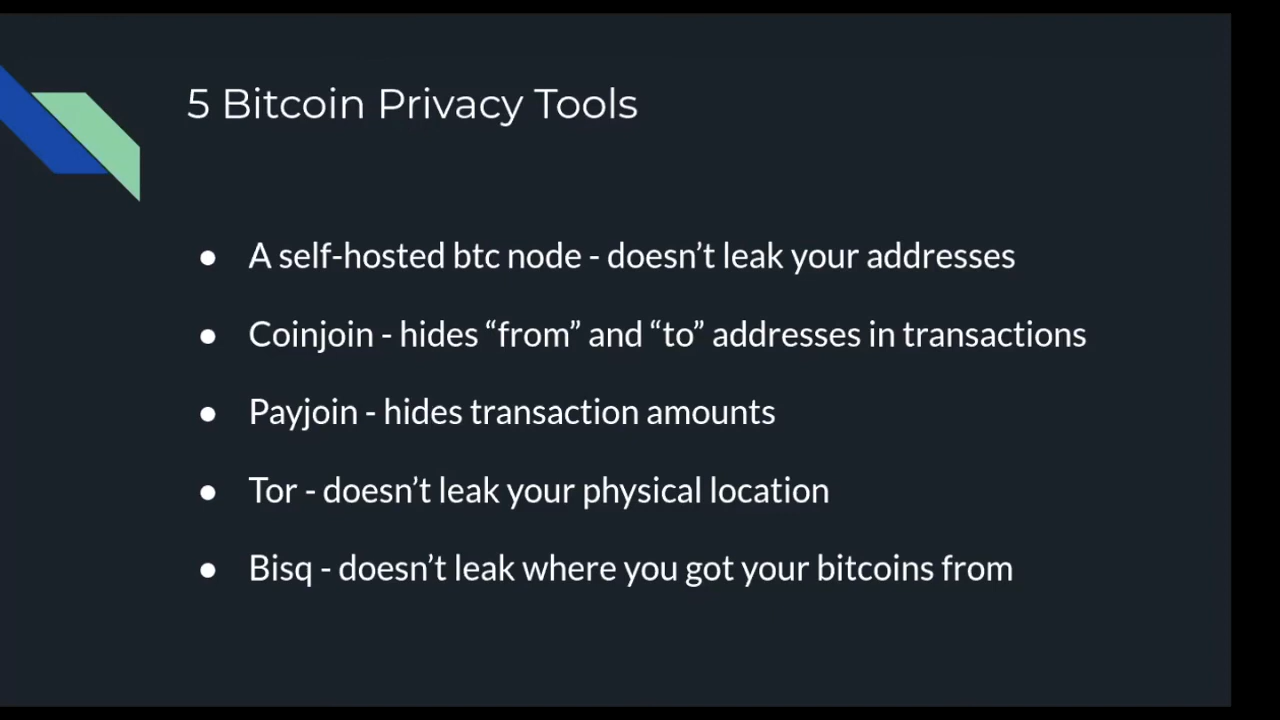 5 Bitcoin Privacy Tools
● A self-hosted btc node - doesn’t leak your addresses
● Coinjoin - hides “from” and “to” addresses in transactions
● Payjoin - hides transaction amounts
● Tor - doesn’t leak your physical location
● Bisq - doesn’t leak where you got your bitcoins from